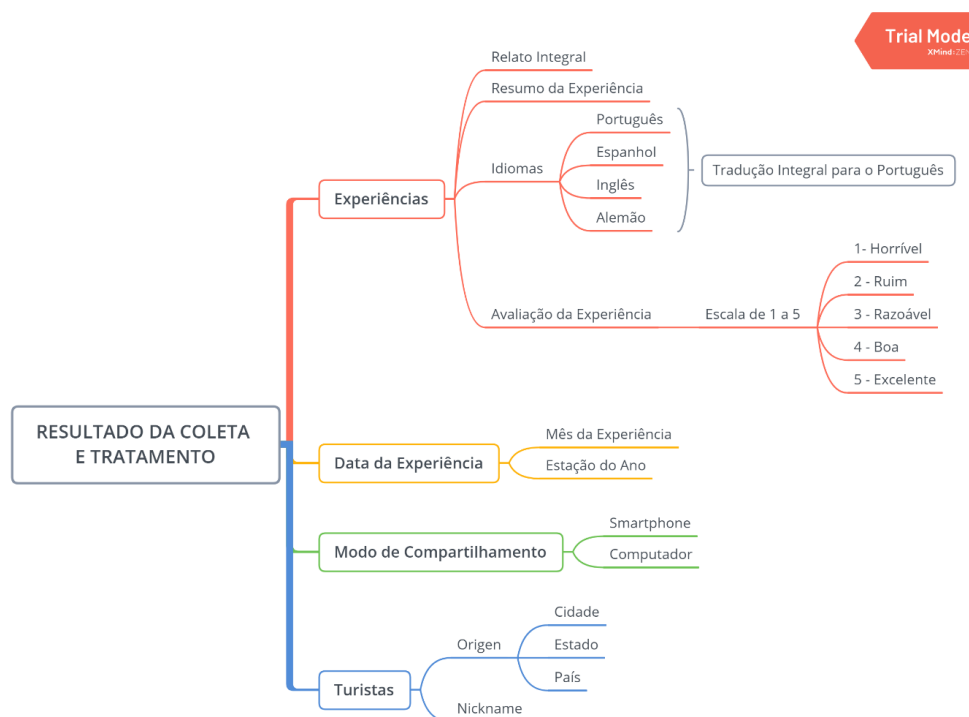 Trial Mode
XMind:ZEN
Relato Integral
Resumo da Experiência
Idiomas
Português
Espanhol
Inglês
Alemão
Tradução Integral para o Português
Experiências
Avaliação da Experiência
Escala de 1 a 5
1- Horrível
2 - Ruim
3 - Razoável
4 - Boa
5 - Excelente
RESULTADO DA COLETA
E TRATAMENTO
Data da Experiência
Mês da Experiência
Estação do Ano
Modo de Compartilhamento
Smartphone
Computador
Turistas
Origen
Cidade
Estado
País
Nickname